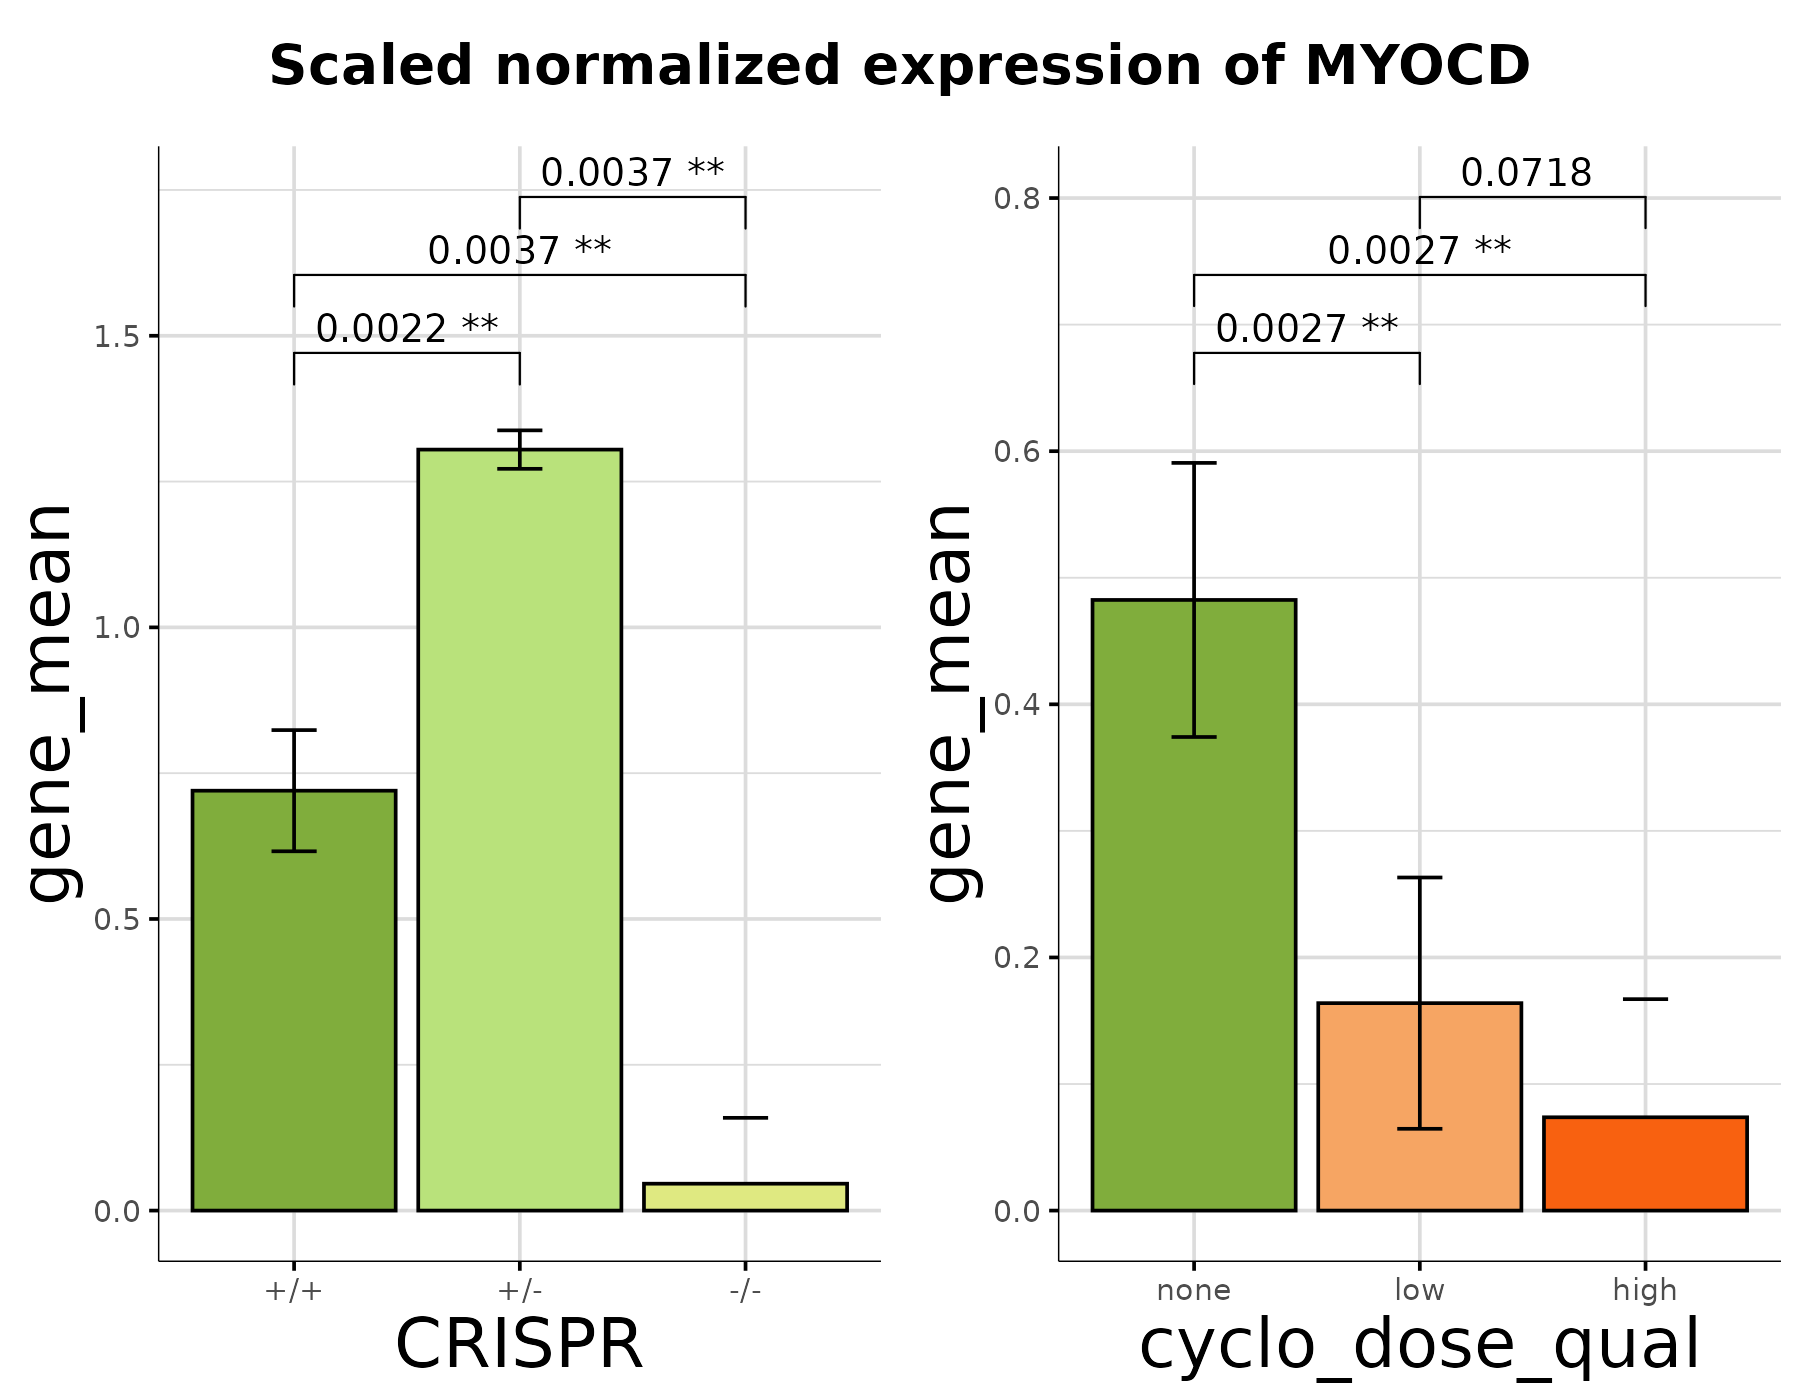 Scaled normalized expression of MYOCD
gene_mean
0.0037 **
0.0037 **
0.0022 **
1.5
1.0
0.5
0.0
+/+
+/-
-/-
CRISPR
gene_mean
0.0718
0.0027 **
0.0027 **
0.8
0.6
0.4
0.2
0.0
none
low
high
cyclo_dose_qual